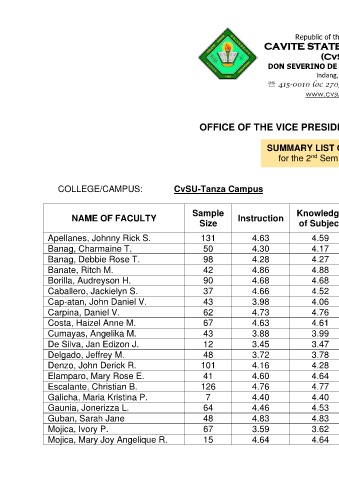 Republic of th
CAVITE STATE
(CvS
DON SEVERINO DE
Indang,
☏ 415-0010 loc 270,
www.cvsu
OFFICE OF THE VICE PRESIDE
SUMMARY LIST O
for the 2nd Sem
COLLEGE/CAMPUS: CvSU-Tanza Campus
NAME OF FACULTY Sample Size Instruction Knowledg of Subjec
Apellanes, Johnny Rick S. 131 4.63 4.59
Banag, Charmaine T. 50 4.30 4.17
Banag, Debbie Rose T. 98 4.28 4.27
Banate, Ritch M. 42 4.86 4.88
Borilla, Audreyson H. 90 4.68 4.68
Caballero, Jackielyn S. 37 4.66 4.52
Cap-atan, John Daniel V. 43 3.98 4.06
Carpina, Daniel V. 62 4.73 4.76
Costa, Haizel Anne M. 67 4.63 4.61
Cumayas, Angelika M. 43 3.88 3.99
De Silva, Jan Edizon J. 12 3.45 3.47
Delgado, Jeffrey M. 48 3.72 3.78
Denzo, John Derick R. 101 4.16 4.28
Elamparo, Mary Rose E. 41 4.60 4.64
Escalante, Christian B. 126 4.76 4.77
Galicha, Maria Kristina P. 7 4.40 4.40
Gaunia, Jonerizza L. 64 4.46 4.53
Guban, Sarah Jane 48 4.83 4.83
Mojica, Ivory P. 67 3.59 3.62
Mojica, Mary Joy Angelique R. 15 4.64 4.64